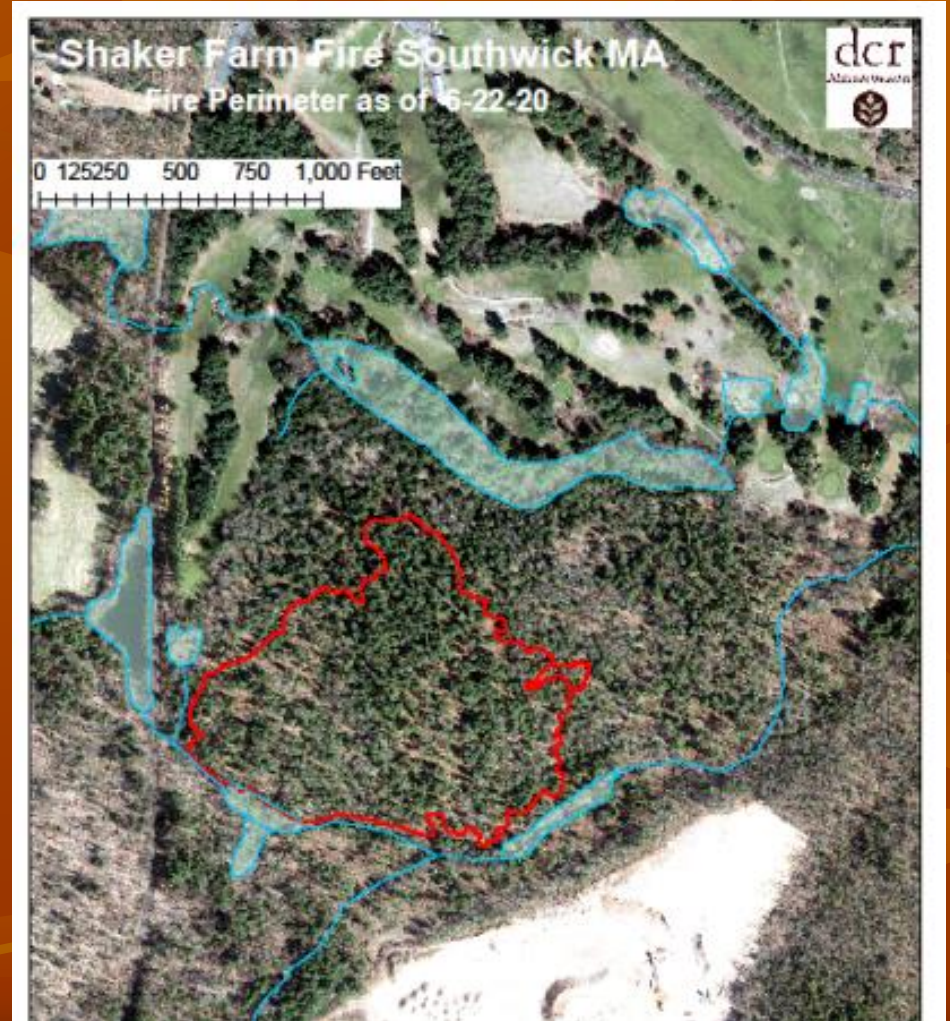 Shaker Farm Fire Southwick MA
Fire Perimeter as of 6-22-20
dcr
Massachusetts
0 125250 500 750 1,000 Feet